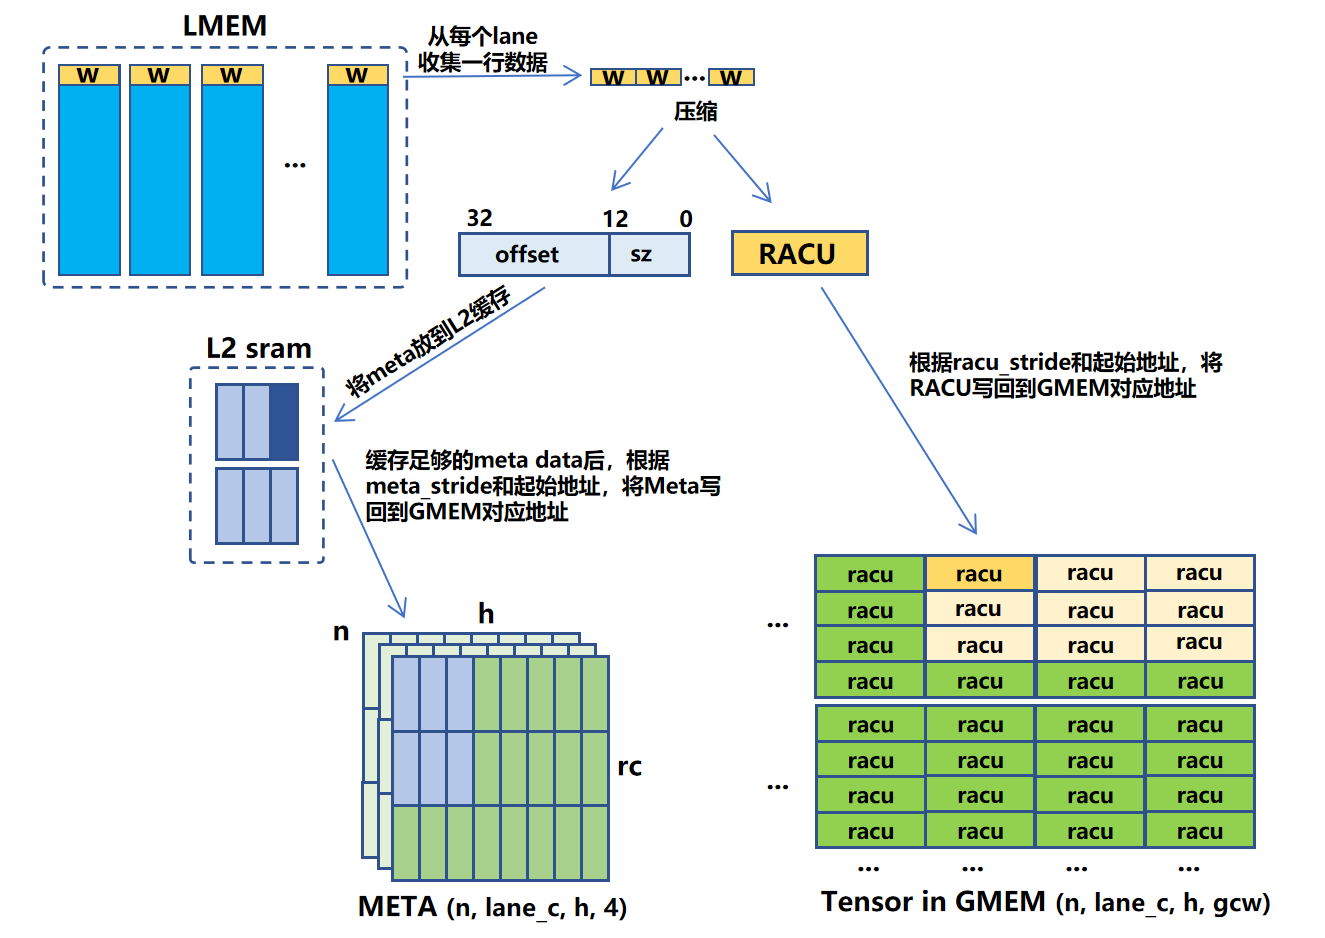 LMEM
从每个lane
收集一行数据
W W W ... W
W W ... W
压缩
32 12 0
offset sz
RACU
将meta放到L2缓存
L2 sram
根据racu_stride和起始地址，将
RACU写回到GMEM对应地址
缓存足够的meta data后，根据
meta_stride和起始地址，将Meta写
回到GMEM对应地址
n
h
rc
META (n, lane_c, h, 4)
racu racu racu racu
... racu racu racu racu
racu racu racu racu
racu racu racu racu
racu racu racu racu
racu racu racu racu
... racu racu racu racu
racu racu racu racu
... ... ... ...
Tensor in GMEM (n, lane_c, h, gcw)